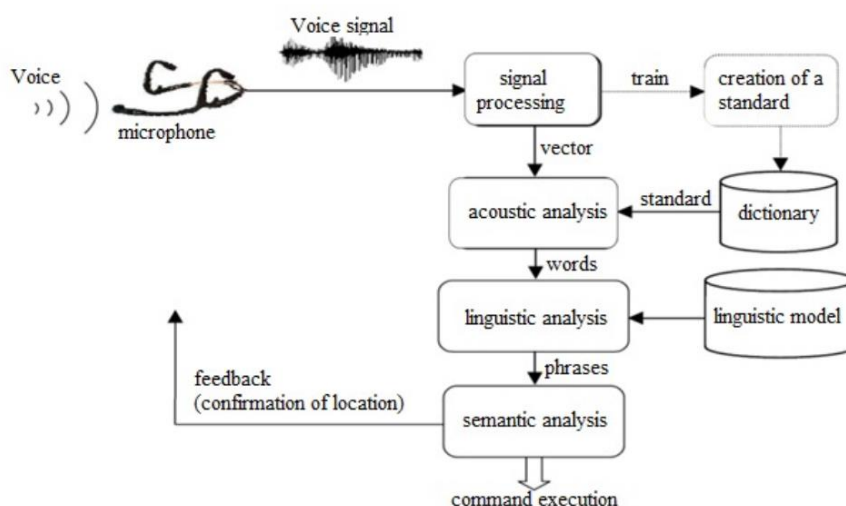 Voice signal
Voice
microphone
signal
processing
train
creation of a
standard
vector
acoustic analysis
standard
dictionary
words
linguistic analysis
linguistic model
phrases
feedback
(confirmation of location)
semantic analysis
command execution